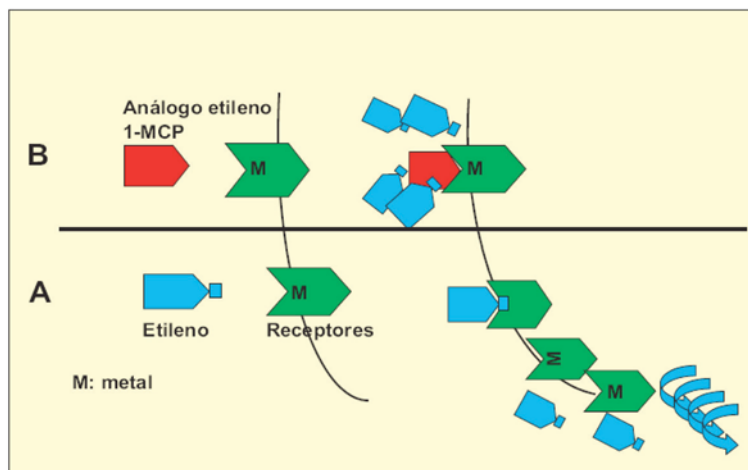 Análogo etileno
1-MCP
B
M
M
A
M
Etileno
Receptores
M
M
M: metal